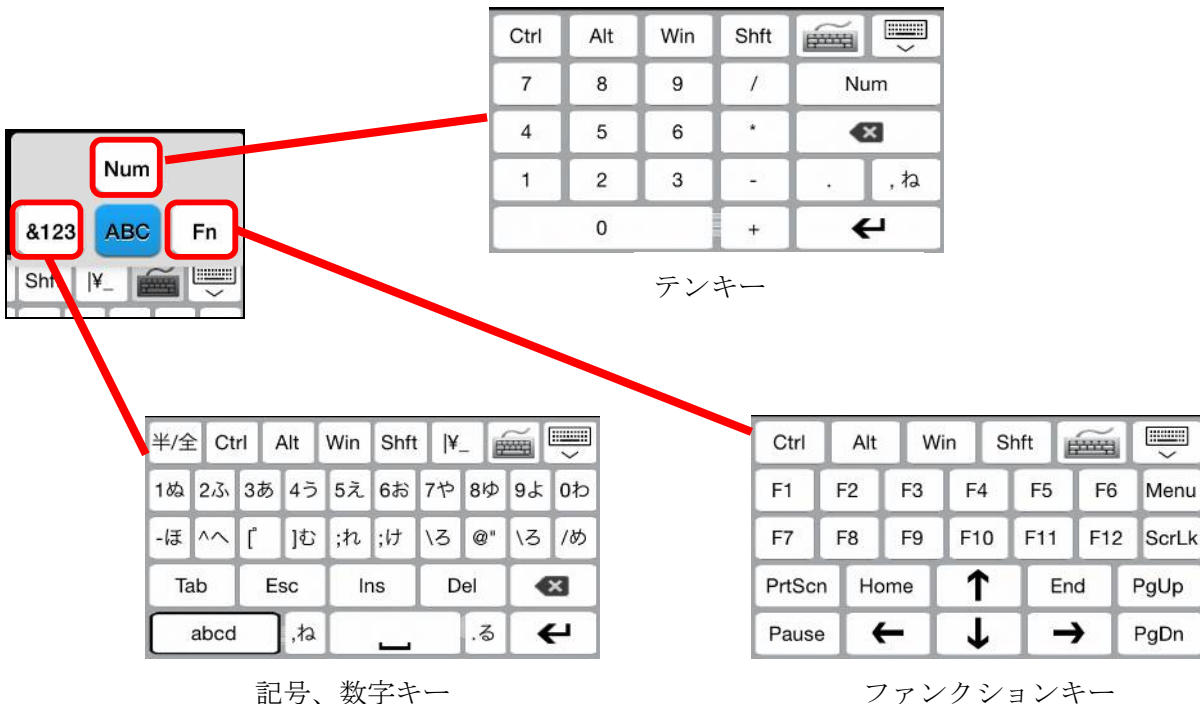 Ctrl Alt Win Shft
7 8 9 / Num
4 5 6 *
1 2 3 - . , ね
0 +
テンキー
Num
&123 ABC Fn
Shft |¥_
半/全 Ctrl Alt Win Shft |¥_
1ぬ 2ふ 3あ 4う 5え 6お 7や 8ゆ 9よ 0わ
-ほ ^へ [゜ ]む ;れ ;け \ろ @" \ろ /め
Tab Esc Ins Del
abcd ,ね .る
記号、数字キー
Ctrl Alt Win Shft
F1 F2 F3 F4 F5 F6 Menu
F7 F8 F9 F10 F11 F12 ScrLk
PrtScn Home ↑ End PgUp
Pause ← ↓ → PgDn
ファンクションキー